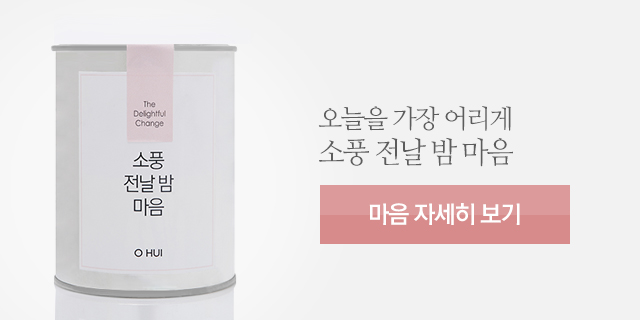 The
Delightful
Change
소풍
전날 밤
마음
O HUI
오늘을 가장 어리게
소풍 전날 밤 마음
마음 자세히 보기